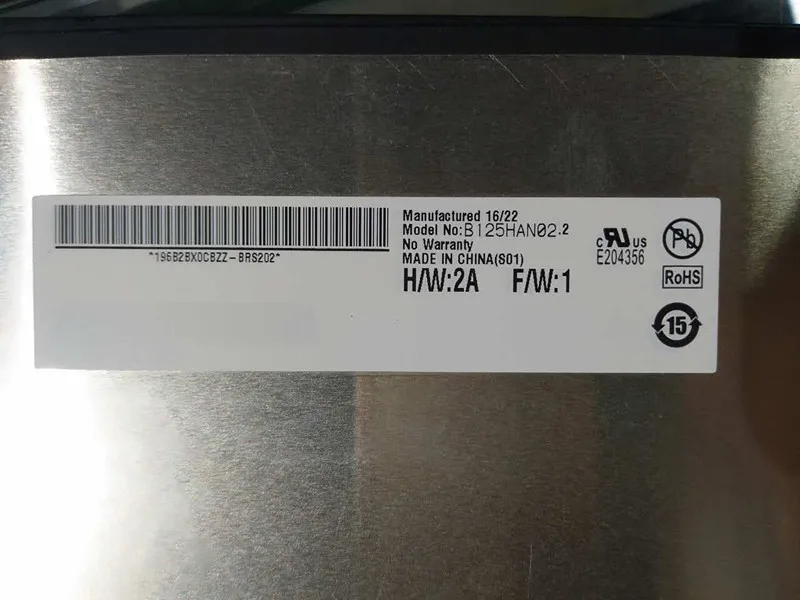 *196B2BX0CBZZ-BRS202*
Manufactured 16/22
Model No:B125HAN02.2
No Warranty
MADE IN CHINA(S01)
H/W:2A F/W:1
c RU US
E204356
Pb
RoHS
15